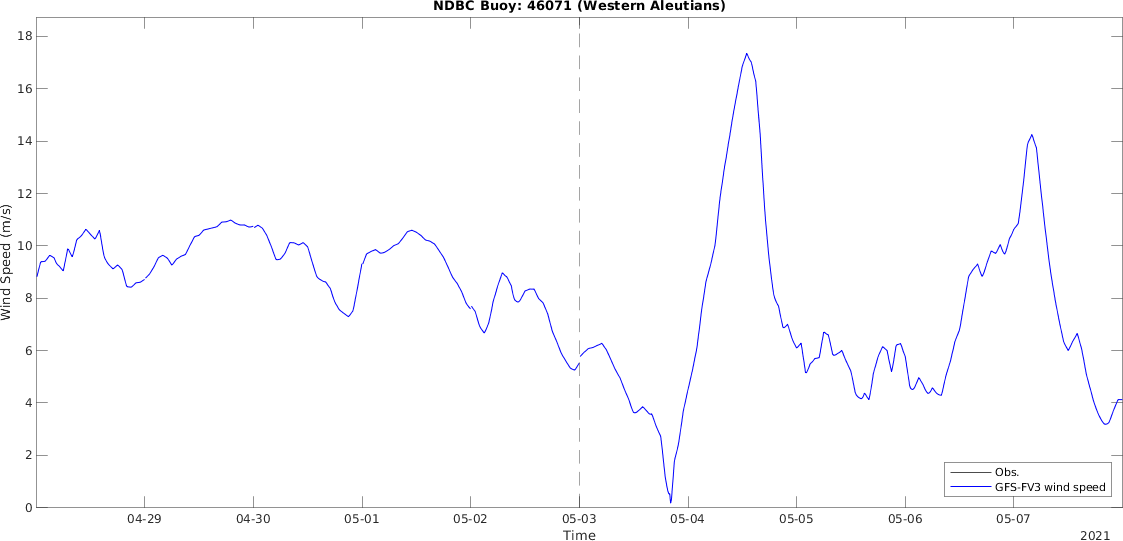 NDBC Buoy: 46071 (Western Aleutians)
18
16
14
12
10
8
6
4
2
0
Wind Speed (m/s)
04-29 04-30 05-01 05-02 05-03 05-04 05-05 05-06 05-07
Time
2021
Obs.
GFS-FV3 wind speed